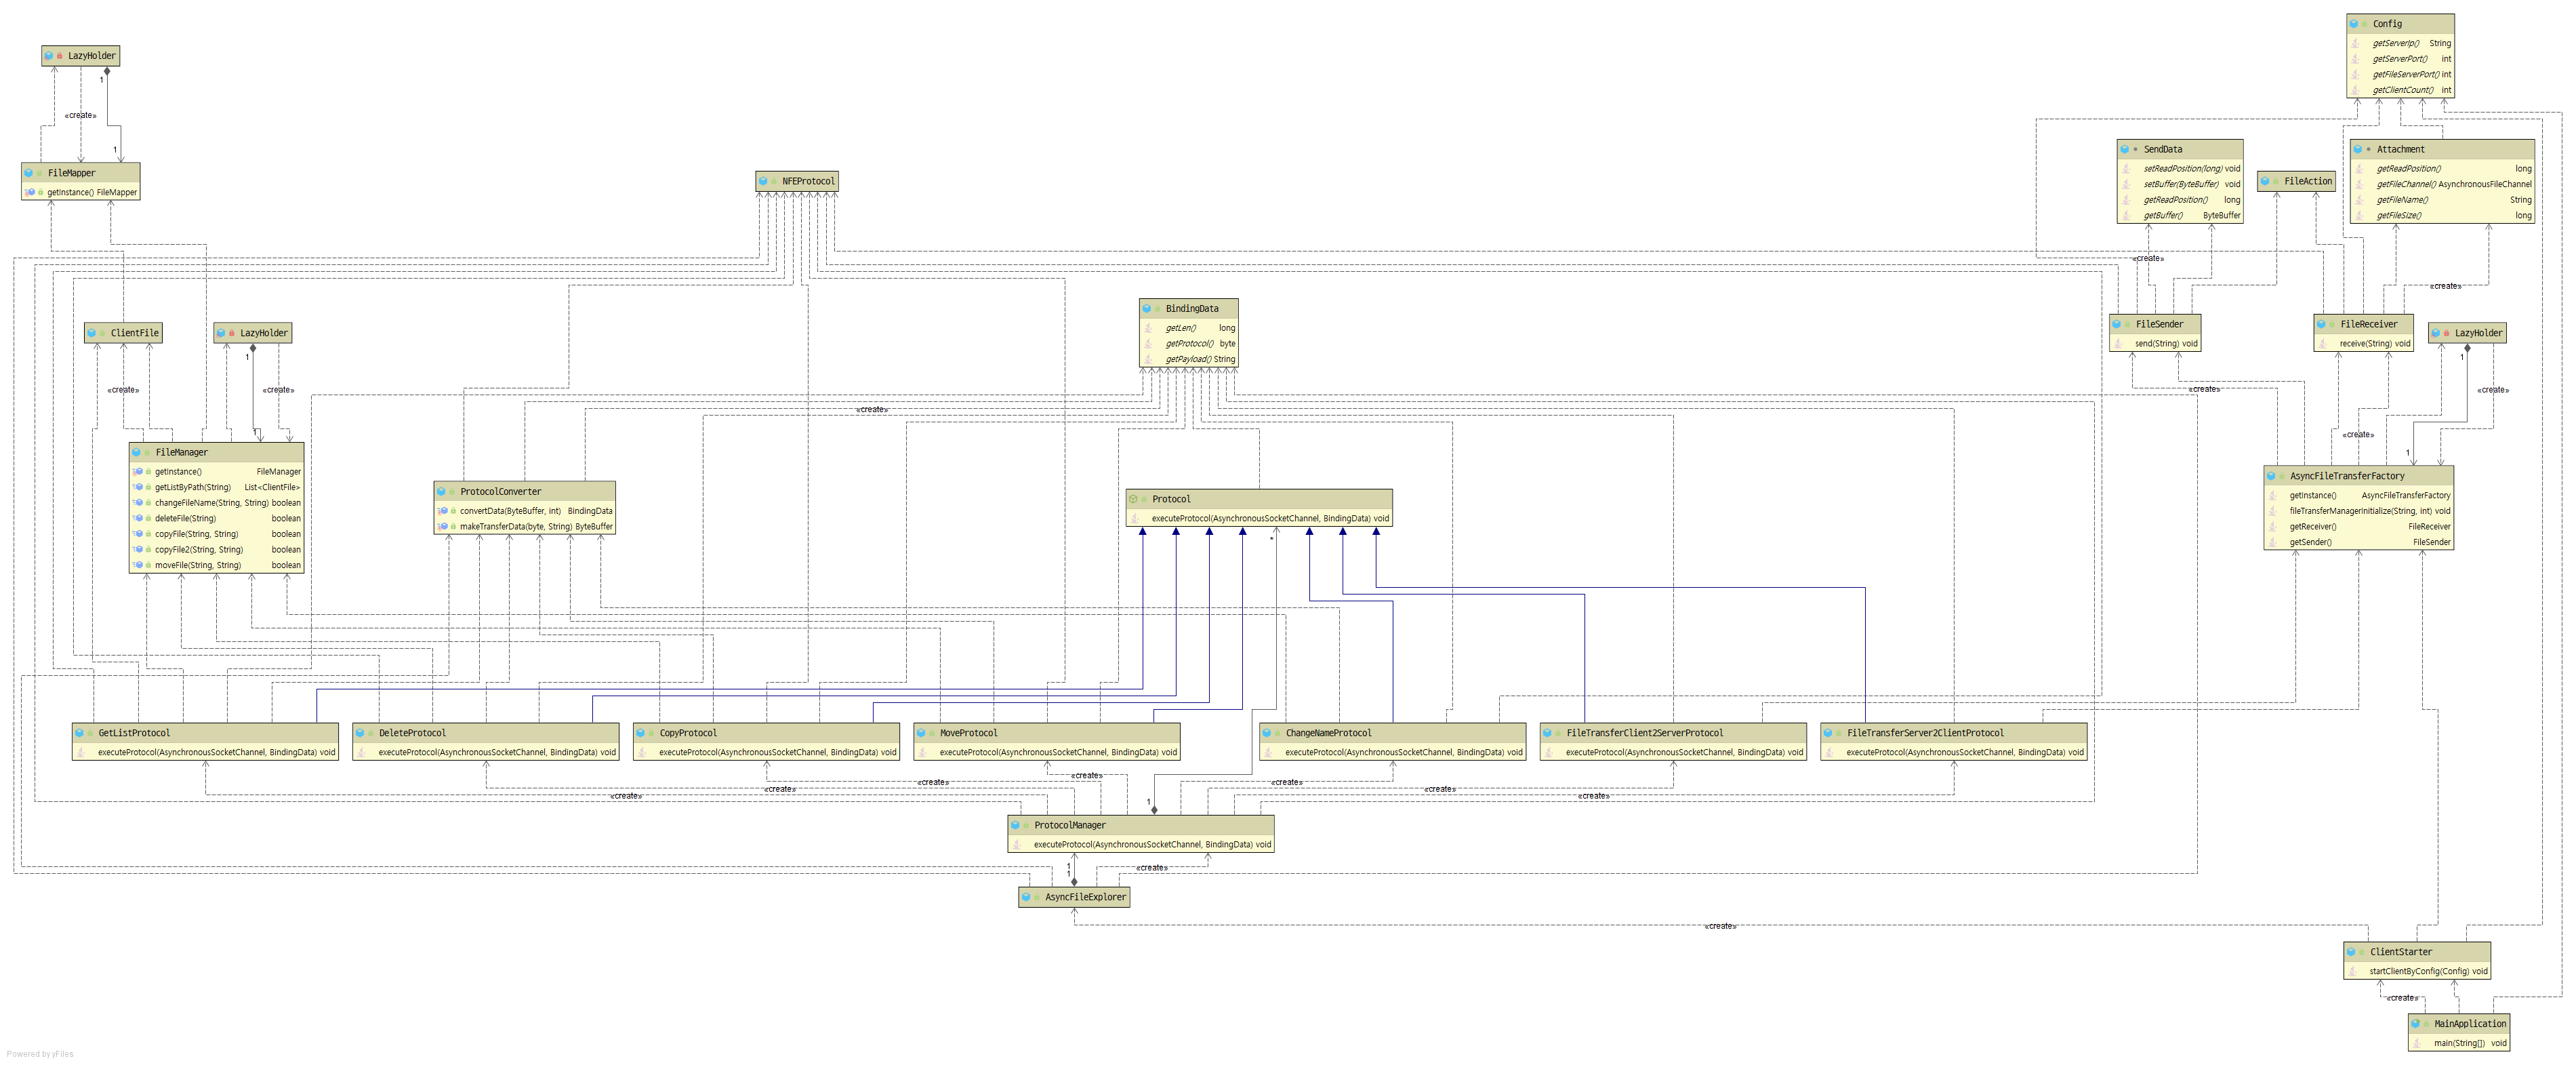 Config
getServerIp() String
getServerPort() int
getFileServerPort() int
getClientCount() int
LazyHolder
1
«create»
1
FileMapper
getInstance() FileMapper
NFEProtocol
SendData
setReadPosition(long) void
setBuffer(ByteBuffer) void
getReadPosition() long
getBuffer() ByteBuffer
FileAction
Attachment
getReadPosition() long
getFileChannel() AsynchronousFileChannel
getFileName() String
getFileSize() long
«create»
«create»
ClientFile
LazyHolder
1
«create»
«create»
1
BindingData
getLen() long
getProtocol() byte
getPayload() String
«create»
FileSender
send(String) void
FileReceiver
receive(String) void
LazyHolder
1
«create»
«create»
«create»
1
FileManager
getInstance() FileManager
getListByPath(String) List<ClientFile>
changeFileName(String, String) boolean
deleteFile(String) boolean
copyFile(String, String) boolean
copyFile2(String, String) boolean
moveFile(String, String) boolean
ProtocolConverter
convertData(ByteBuffer, int) BindingData
makeTransferData(byte, String) ByteBuffer
Protocol
executeProtocol(AsynchronousSocketChannel, BindingData) void
*
AsyncFileTransferFactory
getInstance() AsyncFileTransferFactory
fileTransferManagerInitialize(String, int) void
getReceiver() FileReceiver
getSender() FileSender
GetListProtocol
executeProtocol(AsynchronousSocketChannel, BindingData) void
DeleteProtocol
executeProtocol(AsynchronousSocketChannel, BindingData) void
CopyProtocol
executeProtocol(AsynchronousSocketChannel, BindingData) void
MoveProtocol
executeProtocol(AsynchronousSocketChannel, BindingData) void
ChangeNameProtocol
executeProtocol(AsynchronousSocketChannel, BindingData) void
FileTransferClient2ServerProtocol
executeProtocol(AsynchronousSocketChannel, BindingData) void
FileTransferServer2ClientProtocol
executeProtocol(AsynchronousSocketChannel, BindingData) void
«create»
«create»
«create»
«create»
«create»
«create»
«create»
1
ProtocolManager
executeProtocol(AsynchronousSocketChannel, BindingData) void
1
1
«create»
AsyncFileExplorer
«create»
ClientStarter
startClientByConfig(Config) void
«create»
MainApplication
main(String[]) void
Powered by yFiles